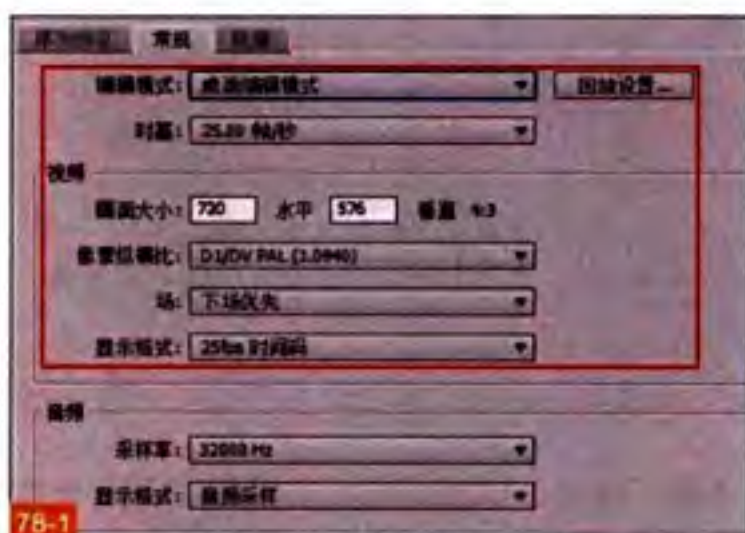 常规
编辑模式: 桌面编辑模式 回放设置...
时基: 25.00 帧/秒
视频
画面大小: 720 水平 576 垂直 4:3
像素纵横比: D1/DV PAL (1.0940)
场: 下场优先
显示格式: 25fps 时间码
音频
采样率: 32000 Hz
显示格式: 音频采样
78-1